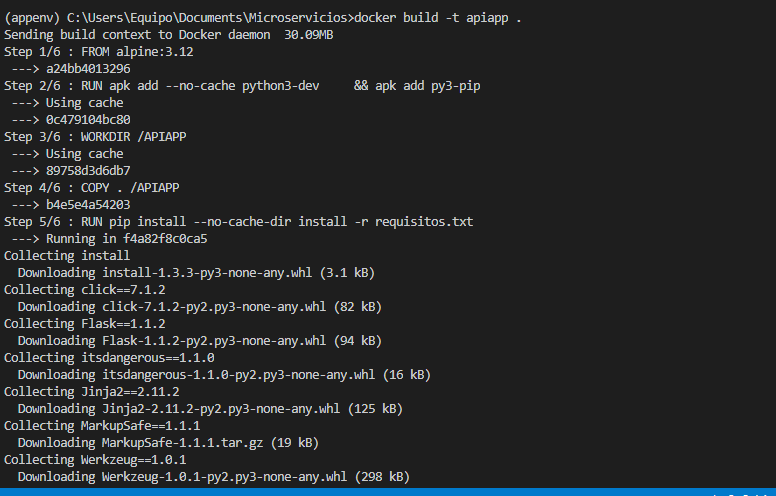 (appenv) C:\Users\Equipo\Documents\Microservicios>docker build -t apiapp .
Sending build context to Docker daemon  30.09MB
Step 1/6 : FROM alpine:3.12
 ---> a24bb4013296
Step 2/6 : RUN apk add --no-cache python3-dev     && apk add py3-pip
 ---> Using cache
 ---> 0c479104bc80
Step 3/6 : WORKDIR /APIAPP
 ---> Using cache
 ---> 89758d3d6db7
Step 4/6 : COPY . /APIAPP
 ---> b4e5e4a54203
Step 5/6 : RUN pip install --no-cache-dir install -r requisitos.txt
 ---> Running in f4a82f8c0ca5
Collecting install
  Downloading install-1.3.3-py3-none-any.whl (3.1 kB)
Collecting click==7.1.2
  Downloading click-7.1.2-py2.py3-none-any.whl (82 kB)
Collecting Flask==1.1.2
  Downloading Flask-1.1.2-py2.py3-none-any.whl (94 kB)
Collecting itsdangerous==1.1.0
  Downloading itsdangerous-1.1.0-py2.py3-none-any.whl (16 kB)
Collecting Jinja2==2.11.2
  Downloading Jinja2-2.11.2-py2.py3-none-any.whl (125 kB)
Collecting MarkupSafe==1.1.1
  Downloading MarkupSafe-1.1.1.tar.gz (19 kB)
Collecting Werkzeug==1.0.1
  Downloading Werkzeug-1.0.1-py2.py3-none-any.whl (298 kB)